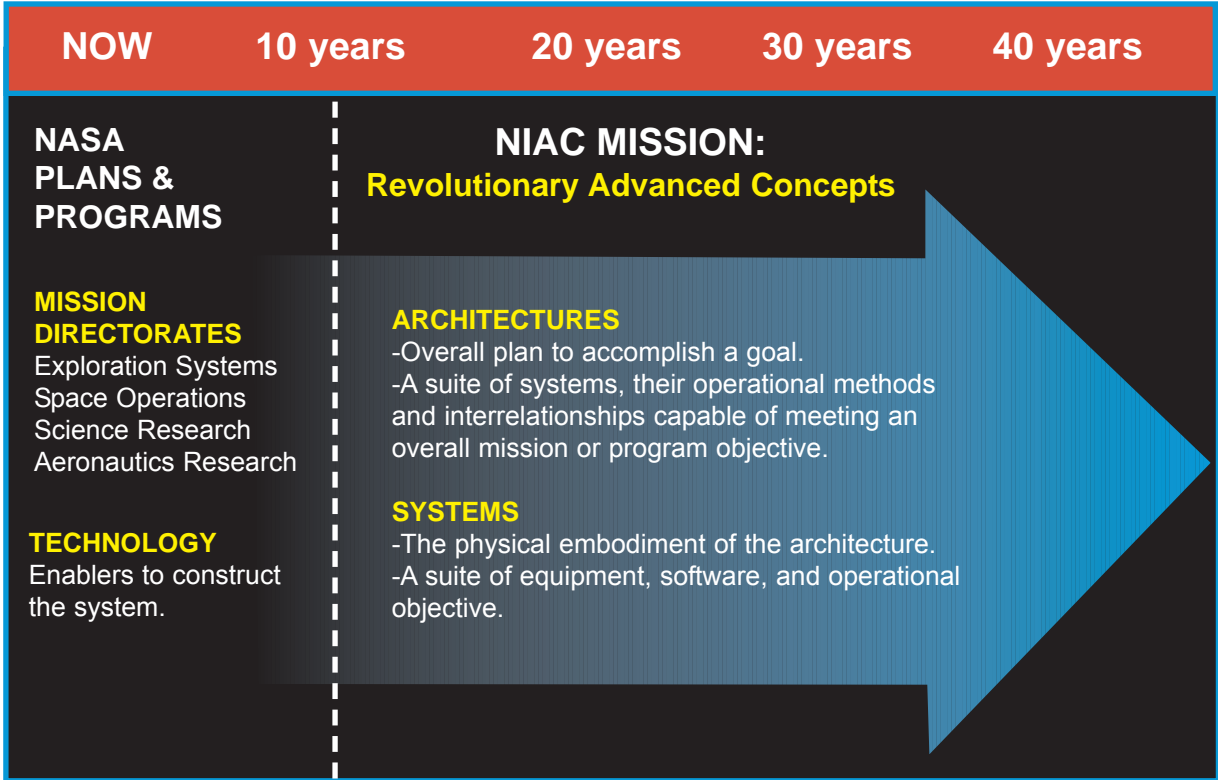 NOW 10 years 20 years 30 years 40 years
NASA
PLANS &
PROGRAMS
MISSION
DIRECTORATES
Exploration Systems
Space Operations
Science Research
Aeronautics Research
TECHNOLOGY
Enablers to construct
the system.
NIAC MISSION:
Revolutionary Advanced Concepts
ARCHITECTURES
-Overall plan to accomplish a goal.
-A suite of systems, their operational methods
and interrelationships capable of meeting an
overall mission or program objective.
SYSTEMS
-The physical embodiment of the architecture.
-A suite of equipment, software, and operational
objective.